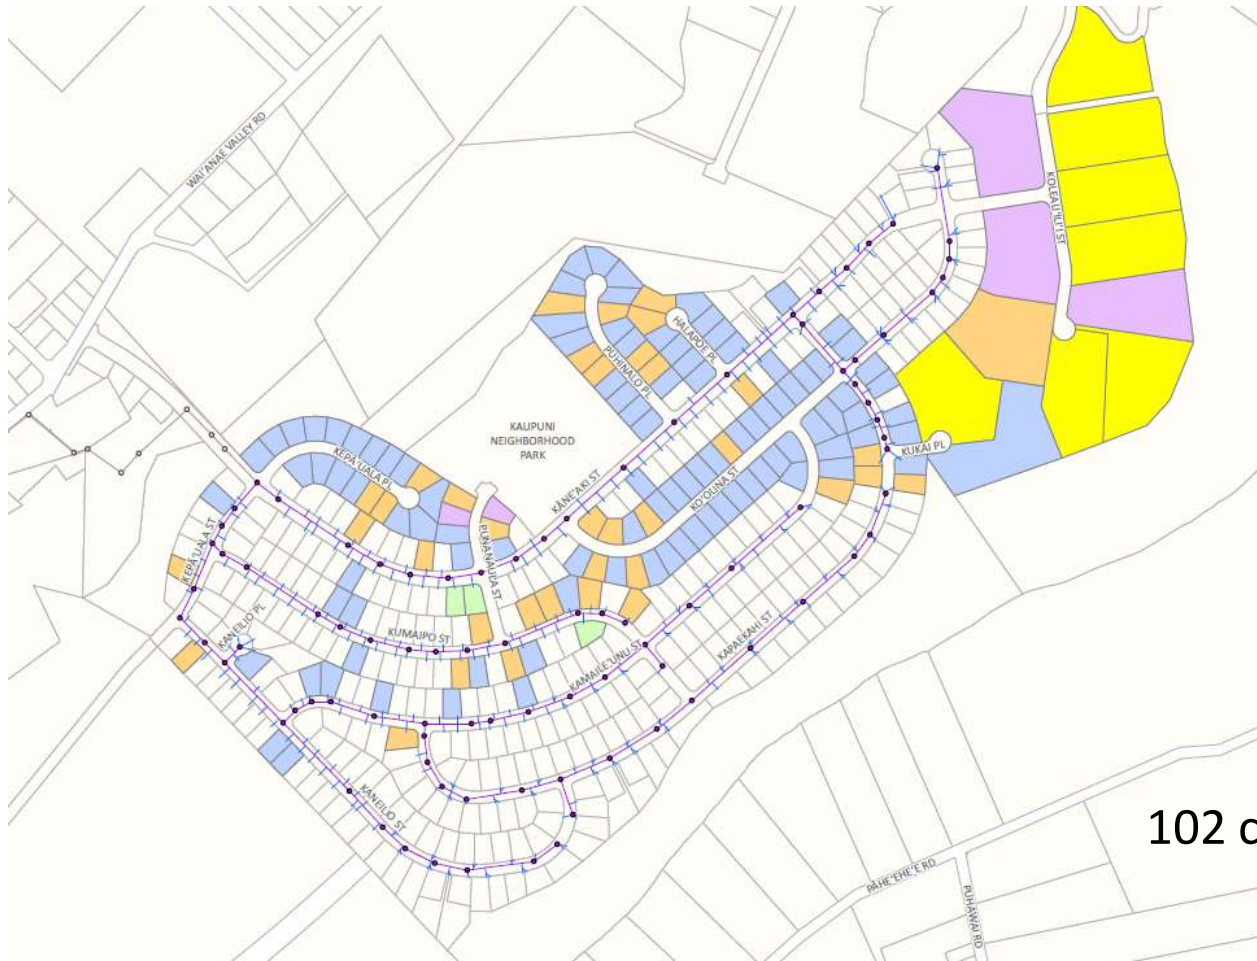 WAI'ANAE VALLEY RD
KOLEALI'ILI'I ST
HALAPOE PL
PUHINALO PL
KAUPUNI
NEIGHBORHOOD
PARK
KEPA'UALA PL
KUKAI PL
KO'OLINA ST
KĀNE'AKI ST
KEPA'UALA ST
PUNANAULA ST
KANEILIO PL
KUMAIPO ST
KAMAILE'UNU ST
KAPAEKAHI ST
KANEILIO ST
102 c
PĀHE'EHE'E RD
PUHAWAI RD